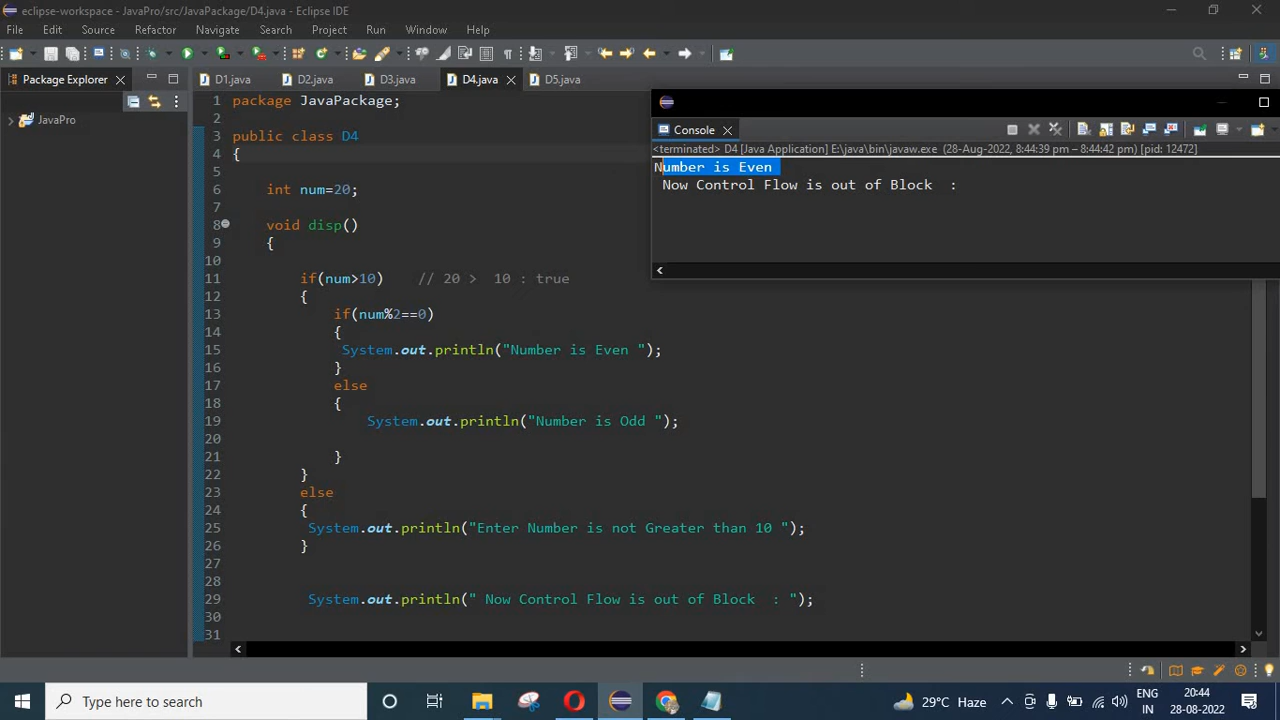 eclipse-workspace - JavaPro/src/JavaPackage/D4.java - Eclipse IDE
File Edit Source Refactor Navigate Search Project Run Window Help
Package Explorer
D1.java D2.java D3.java D4.java D5.java
JavaPro
1 package JavaPackage;
2
3 public class D4
4 {
5
6 int num=20;
7
8 void disp()
9 {
10
11 if(num>10) // 20 > 10 : true
12 {
13 if(num%2==0)
14 {
15 System.out.println("Number is Even ");
16 }
17 else
18 {
19 System.out.println("Number is Odd ");
20
21 }
22 }
23 else
24 {
25 System.out.println("Enter Number is not Greater than 10 ");
26 }
27
28
29 System.out.println(" Now Control Flow is out of Block  : ");
30
31
Console
<terminated> D4 [Java Application] E:\java\bin\javaw.exe (28-Aug-2022, 8:44:39 pm – 8:44:42 pm) [pid: 12472]
Number is Even
Now Control Flow is out of Block  :
Type here to search
29°C Haze
ENG
IN
20:44
28-08-2022